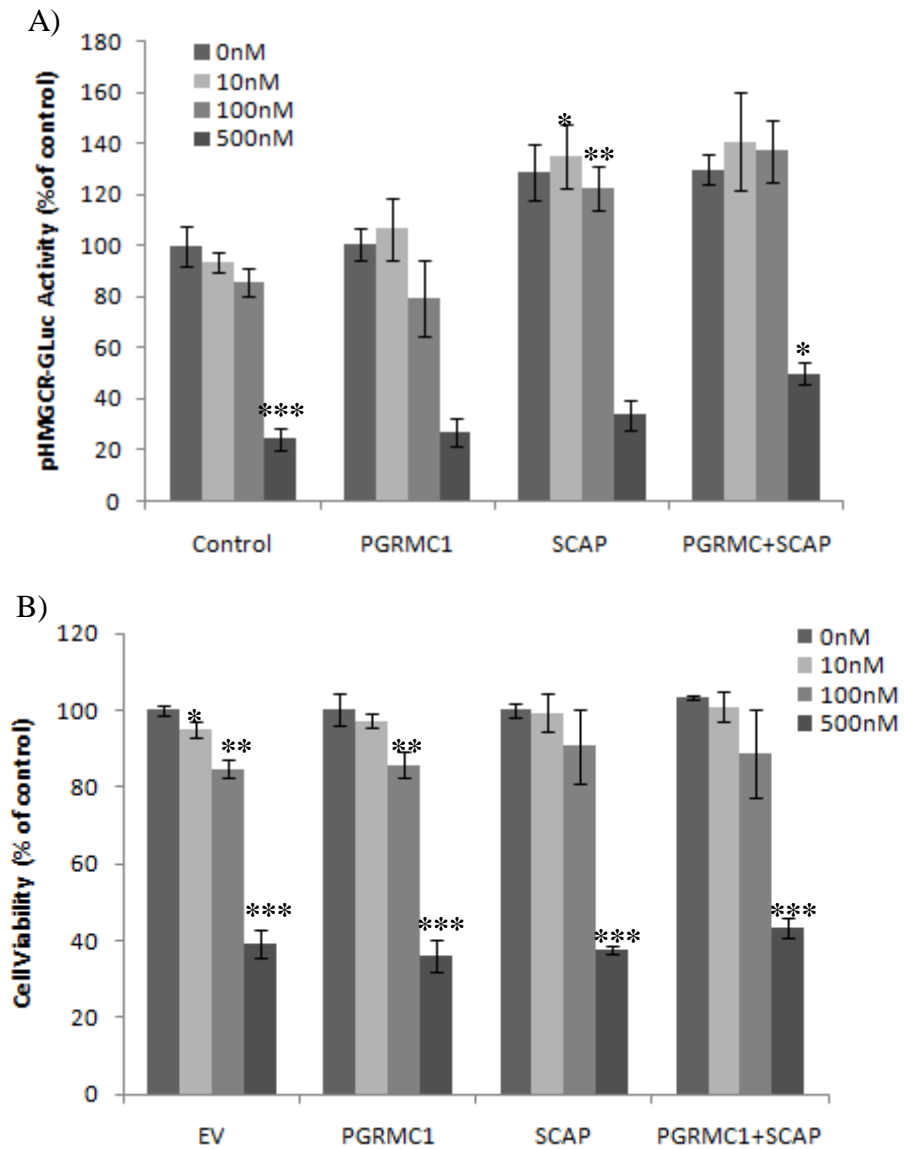 A)
pHMGCR-GLuc Activity (%of control)
180
160
140
120
100
80
60
40
20
0
0nM
10nM
100nM
500nM
***
*
**
*
Control PGRMC1 SCAP PGRMC+SCAP
B)
CellViability (% of control)
120
100
80
60
40
20
0
0nM
10nM
100nM
500nM
*
**
***
**
***
***
***
EV PGRMC1 SCAP PGRMC1+SCAP